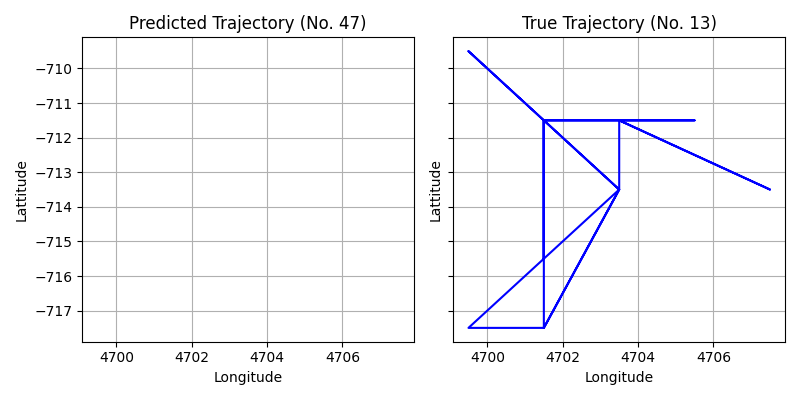 Predicted Trajectory (No. 47)
True Trajectory (No. 13)
−710
−711
−712
−713
−714
−715
−716
−717
Lattitude
Lattitude
4700 4702 4704 4706
4700 4702 4704 4706
Longitude
Longitude